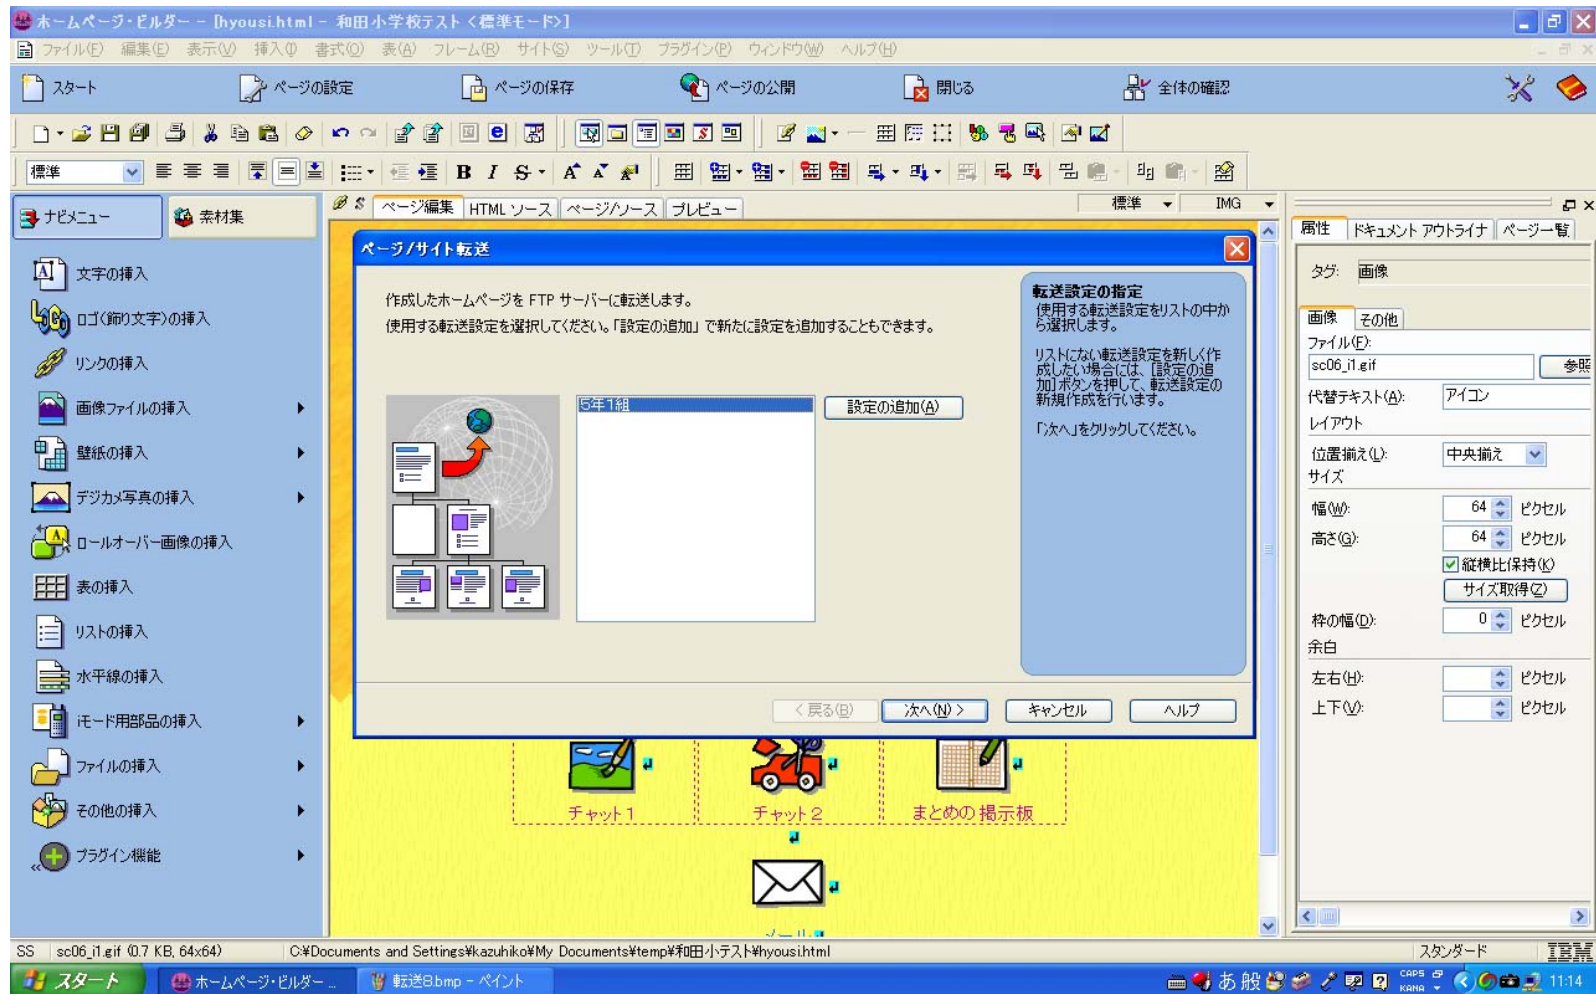 ホームページ・ビルダー - [hyousi.html - 和田小学校テスト <標準モード>]
ファイル(F) 編集(E) 表示(V) 挿入(I) 書式(O) 表(A) フレーム(R) サイト(S) ツール(T) プラグイン(P) ウィンドウ(W) ヘルプ(H)
スタート ページの設定 ページの保存 ページの公開 閉じる 全体の確認
標準
ナビメニュー 素材集
ページ編集 HTML ソース ページ/ソース プレビュー 標準 IMG
文字の挿入
ロゴ(飾り文字)の挿入
リンクの挿入
画像ファイルの挿入
壁紙の挿入
デジカメ写真の挿入
ロールオーバー画像の挿入
表の挿入
リストの挿入
水平線の挿入
iモード用部品の挿入
ファイルの挿入
その他の挿入
プラグイン機能
ページ/サイト転送
作成したホームページを FTP サーバーに転送します。
使用する転送設定を選択してください。「設定の追加」で新たに設定を追加することもできます。
5年1組
設定の追加(A)
転送設定の指定
使用する転送設定をリストの中か
ら選択します。
リストにない転送設定を新しく作
成したい場合には、[設定の追
加]ボタンを押して、転送設定の
新規作成を行います。
「次へ」をクリックしてください。
< 戻る(B) 次へ(N) > キャンセル ヘルプ
チャット1 チャット2 まとめの掲示板
メール
属性 ドキュメント アウトライナ ページ一覧
タグ: 画像
画像 その他
ファイル(F):
sc06_i1.gif 参照
代替テキスト(A): アイコン
レイアウト
位置揃え(L): 中央揃え
サイズ
幅(W): 64 ピクセル
高さ(G): 64 ピクセル
縦横比保持(K)
サイズ取得(Z)
枠の幅(D): 0 ピクセル
余白
左右(H): ピクセル
上下(V): ピクセル
SS sc06_i1.gif (0.7 KB, 64x64) C:¥Documents and Settings¥kazuhiko¥My Documents¥temp¥和田小テスト¥hyousi.html スタンダード IBM
スタート ホームページ・ビルダー ... 転送8.bmp - ペイント あ 般 CAPS KANA 11:14